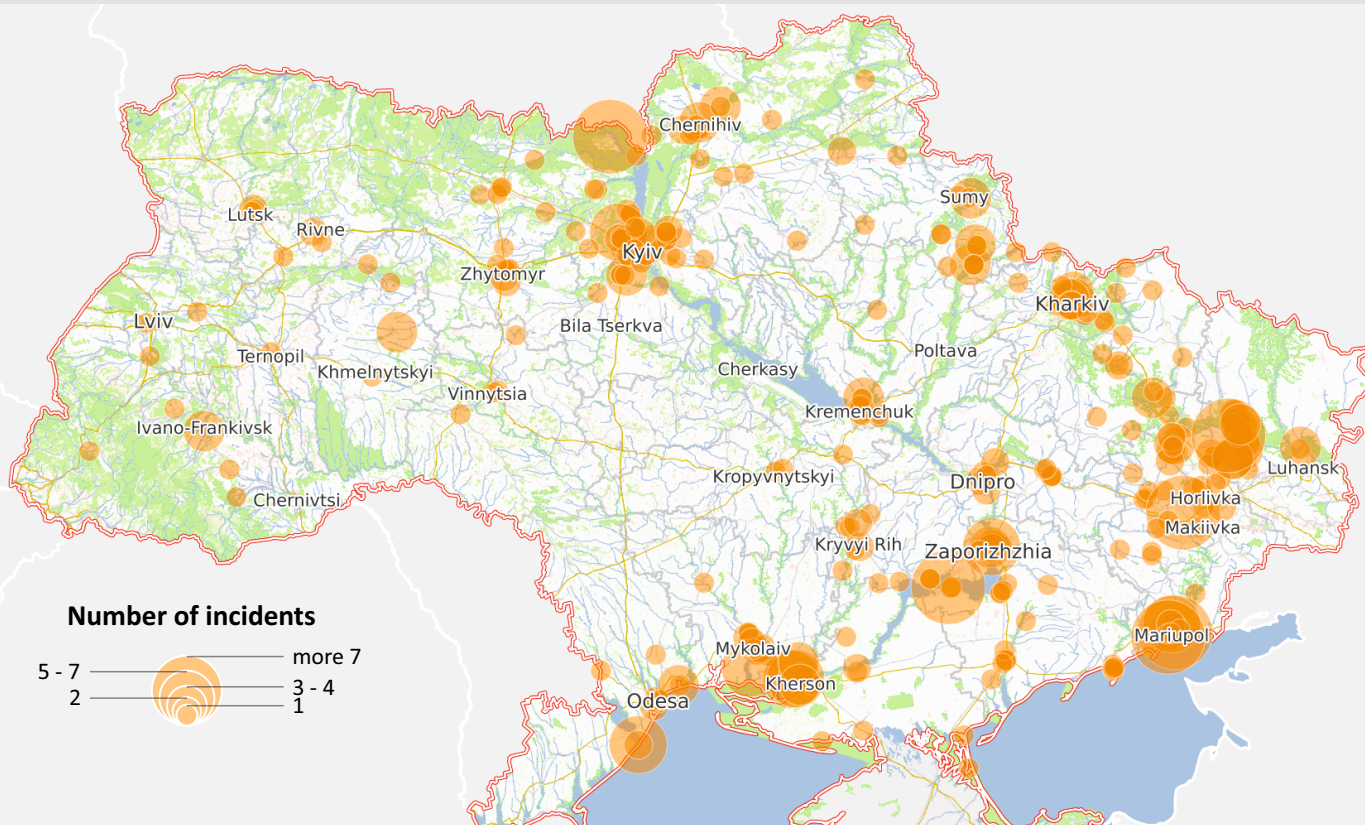 Chernihiv
Sumy
Lutsk
Rivne
Kyiv
Zhytomyr
Kharkiv
Lviv
Bila Tserkva
Ternopil
Khmelnytskyi
Poltava
Cherkasy
Vinnytsia
Kremenchuk
Ivano-Frankivsk
Luhansk
Kropyvnytskyi
Dnipro
Chernivtsi
Horlivka
Makiivka
Kryvyi Rih
Zaporizhzhia
Number of incidents
more 7
5 - 7
3 - 4
2
1
Mariupol
Mykolaiv
Kherson
Odesa